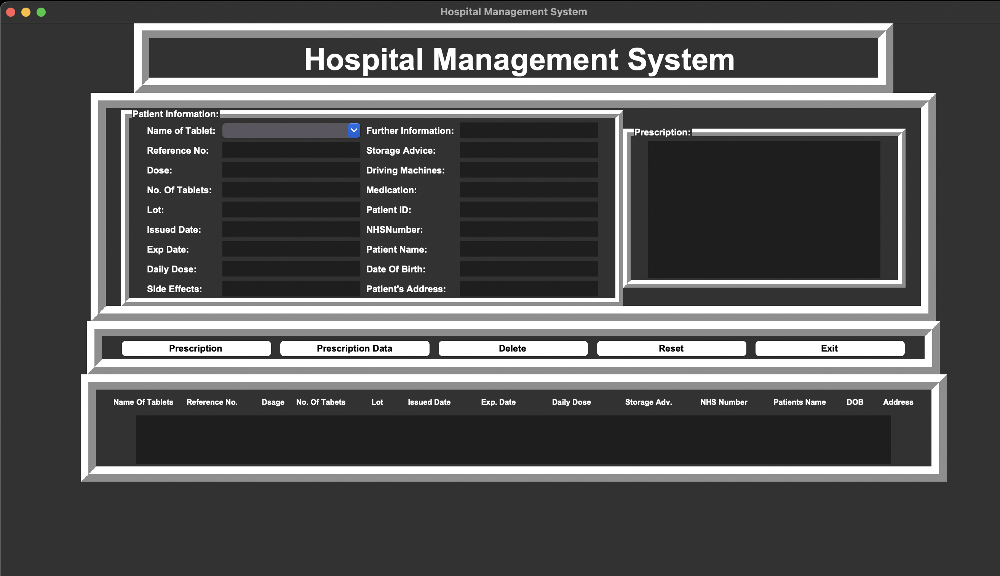 Hospital Management System
Hospital Management System
Patient Information:
Name of Tablet:
Further Information:
Reference No:
Storage Advice:
Dose:
Driving Machines:
No. Of Tablets:
Medication:
Lot:
Patient ID:
Issued Date:
NHSNumber:
Exp Date:
Patient Name:
Daily Dose:
Date Of Birth:
Side Effects:
Patient's Address:
Prescription:
Prescription Prescription Data Delete Reset Exit
Name Of Tablets Reference No. Dsage No. Of Tabets Lot Issued Date Exp. Date Daily Dose Storage Adv. NHS Number Patients Name DOB Address